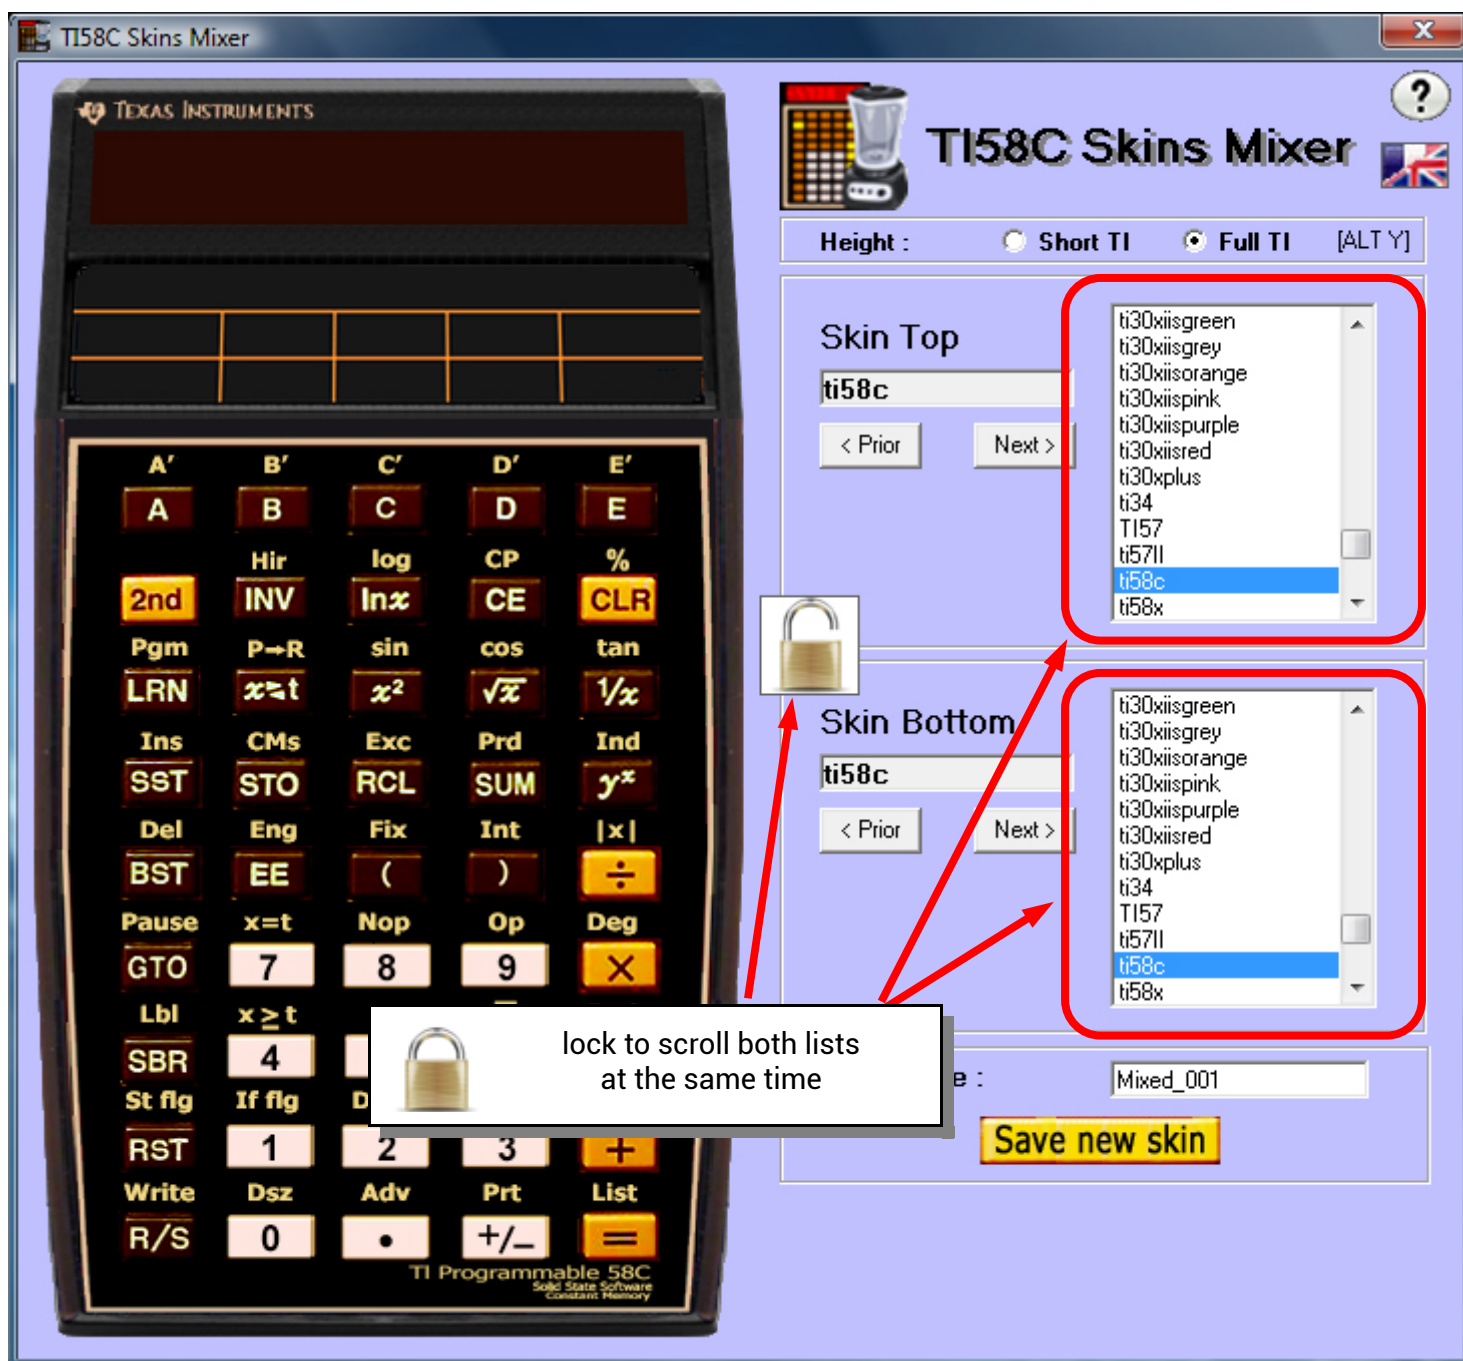 TI58C Skins Mixer
x
TEXAS INSTRUMENTS
A′ B′ C′ D′ E′
A B C D E
Hir log CP %
2nd INV lnx CE CLR
Pgm P→R sin cos tan
LRN x≷t x² √x 1/x
Ins CMs Exc Prd Ind
SST STO RCL SUM yˣ
Del Eng Fix Int |x|
BST EE ( ) ÷
Pause x=t Nop Op Deg
GTO 7 8 9 ×
Lbl x≥t
SBR 4
St flg If flg D
RST 1 2 3 +
Write Dsz Adv Prt List
R/S 0 • +/− =
TI Programmable 58C
Solid State Software
Constant Memory
TI58C Skins Mixer
?
Height : Short TI Full TI [ALT Y]
Skin Top
ti58c
< Prior Next >
ti30xiisgreen
ti30xiisgrey
ti30xiisorange
ti30xiispink
ti30xiispurple
ti30xiisred
ti30xplus
ti34
TI57
ti57II
ti58c
ti58x
Skin Bottom
ti58c
< Prior Next >
ti30xiisgreen
ti30xiisgrey
ti30xiisorange
ti30xiispink
ti30xiispurple
ti30xiisred
ti30xplus
ti34
TI57
ti57II
ti58c
ti58x
lock to scroll both lists
at the same time
e : Mixed_001
Save new skin